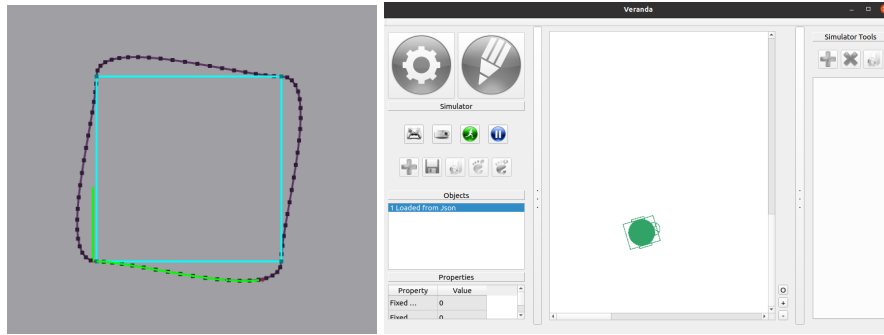 Veranda
Simulator
Objects
1 Loaded from Json
Properties
Property Value
Fixed ... 0
Fixed 0
Simulator Tools
O
+
-